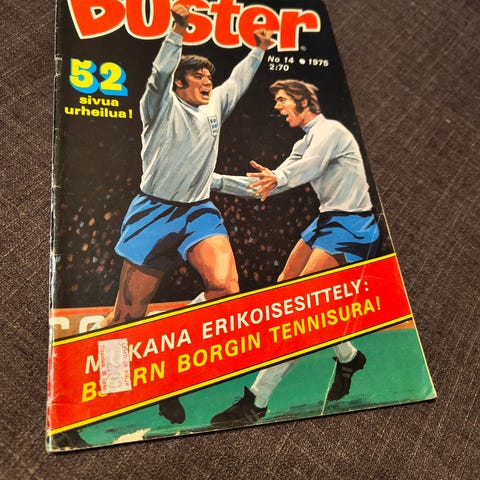 Buster
No 14 • 1975
2:70
52
sivua
urheilua!
MUKANA ERIKOISESITTELY:
BJÖRN BORGIN TENNISURA!